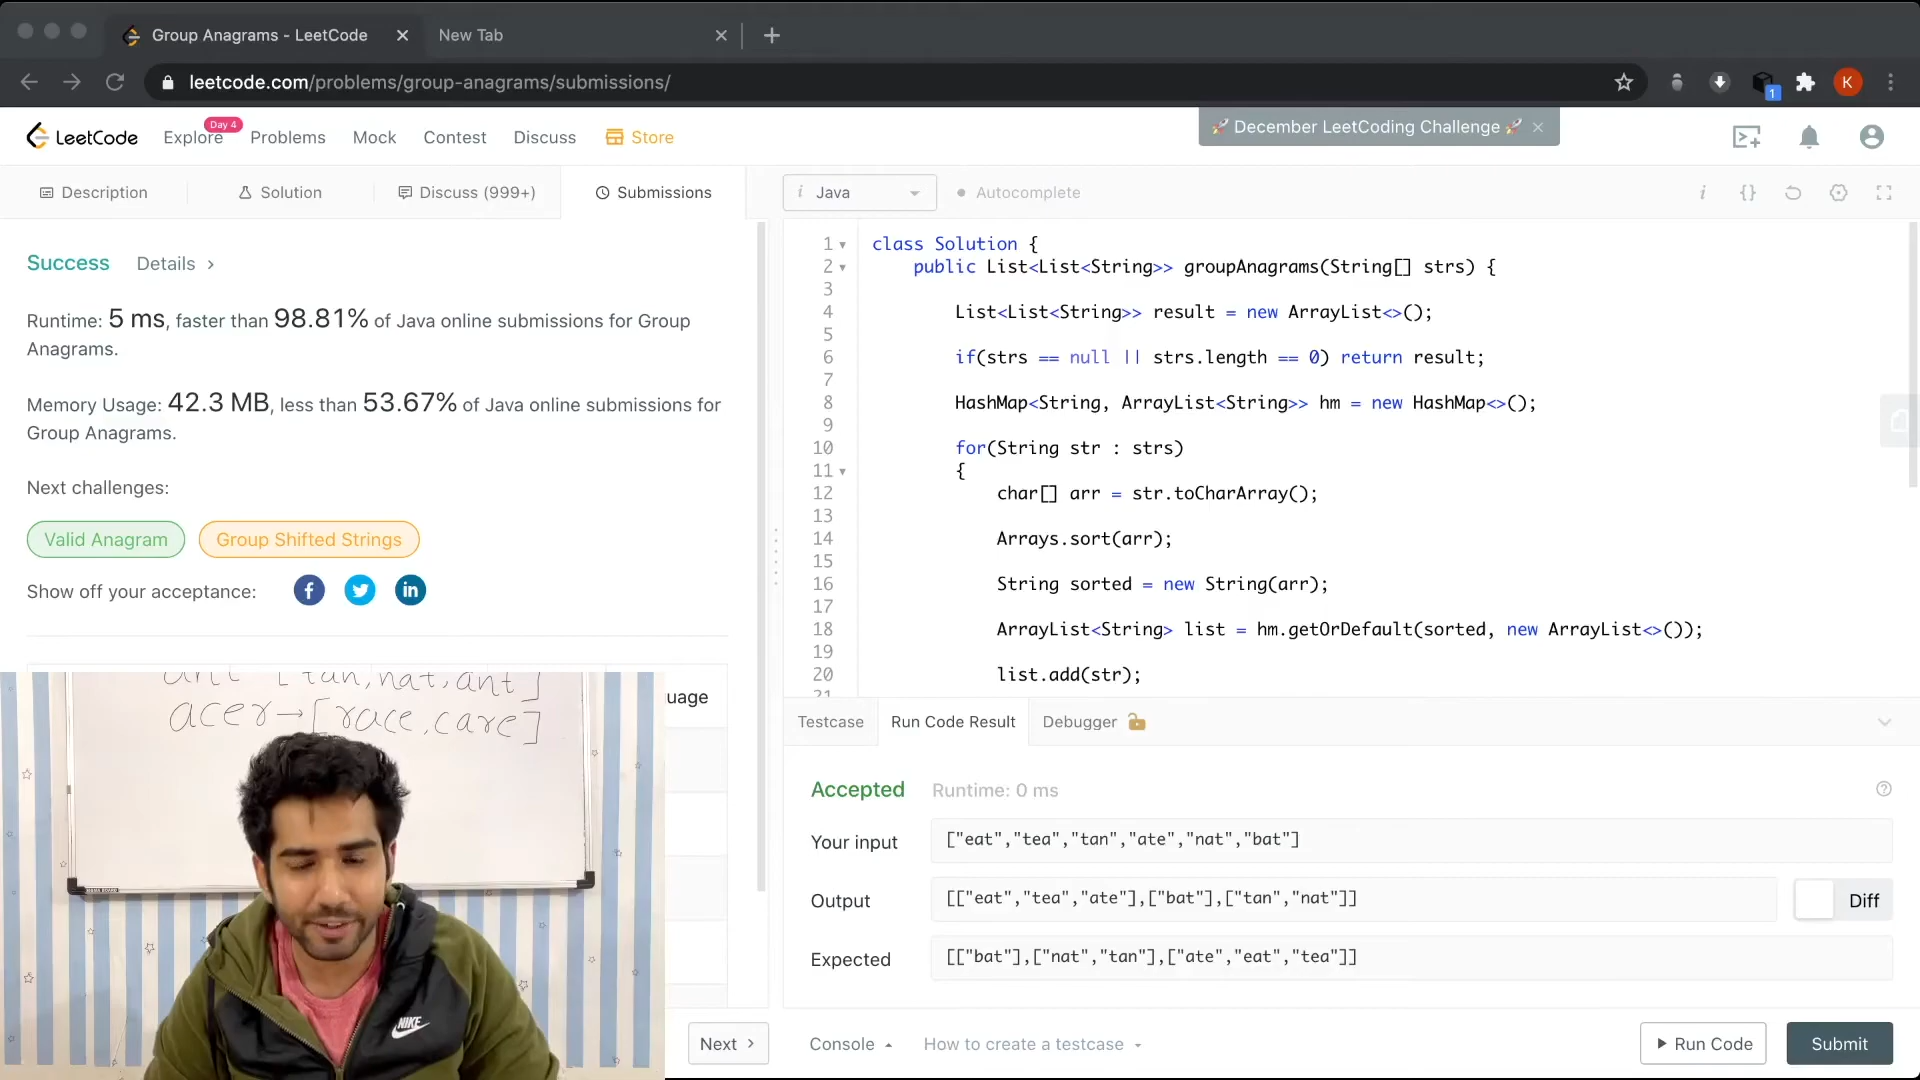 Group Anagrams - LeetCode
New Tab
leetcode.com/problems/group-anagrams/submissions/
1
K
LeetCode
Explore
Day 4
Problems
Mock
Contest
Discuss
Store
🚀 December LeetCoding Challenge 🚀
Description
Solution
Discuss (999+)
Submissions
i Java
Autocomplete
i
{}
Success
Details >
Runtime: 5 ms, faster than 98.81% of Java online submissions for Group
Anagrams.
Memory Usage: 42.3 MB, less than 53.67% of Java online submissions for
Group Anagrams.
Next challenges:
Valid Anagram
Group Shifted Strings
Show off your acceptance:
f
in
uage
ant [tan,nat,ant]
acer→[race,care]
NIKE
Next >
1 class Solution {
2 public List<List<String>> groupAnagrams(String[] strs) {
3
4 List<List<String>> result = new ArrayList<>();
5
6 if(strs == null || strs.length == 0) return result;
7
8 HashMap<String, ArrayList<String>> hm = new HashMap<>();
9
10 for(String str : strs)
11 {
12 char[] arr = str.toCharArray();
13
14 Arrays.sort(arr);
15
16 String sorted = new String(arr);
17
18 ArrayList<String> list = hm.getOrDefault(sorted, new ArrayList<>());
19
20 list.add(str);
21
Testcase
Run Code Result
Debugger
Accepted
Runtime: 0 ms
?
Your input
["eat","tea","tan","ate","nat","bat"]
Output
[["eat","tea","ate"],["bat"],["tan","nat"]]
Diff
Expected
[["bat"],["nat","tan"],["ate","eat","tea"]]
Console
How to create a testcase
Run Code
Submit